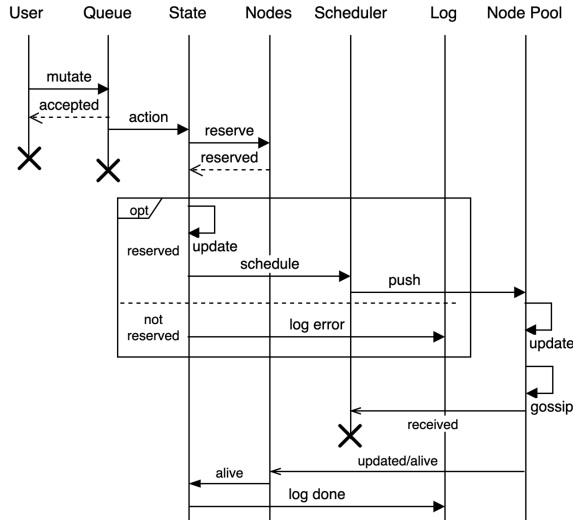 User Queue State Nodes Scheduler Log Node Pool
mutate
accepted
action
reserve
reserved
opt
update
reserved
schedule
push
not
reserved
log error
update
gossip
received
updated/alive
alive
log done